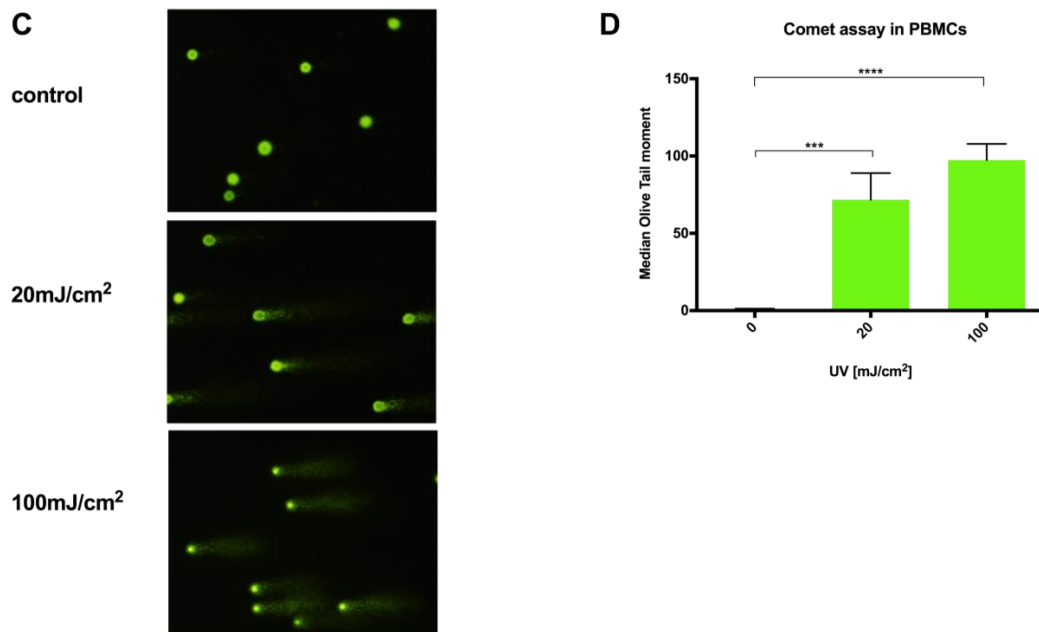 C
control
20mJ/cm²
100mJ/cm²
D
Comet assay in PBMCs
****
***
150
100
50
0
Median Olive Tail moment
0
20
100
UV [mJ/cm²]